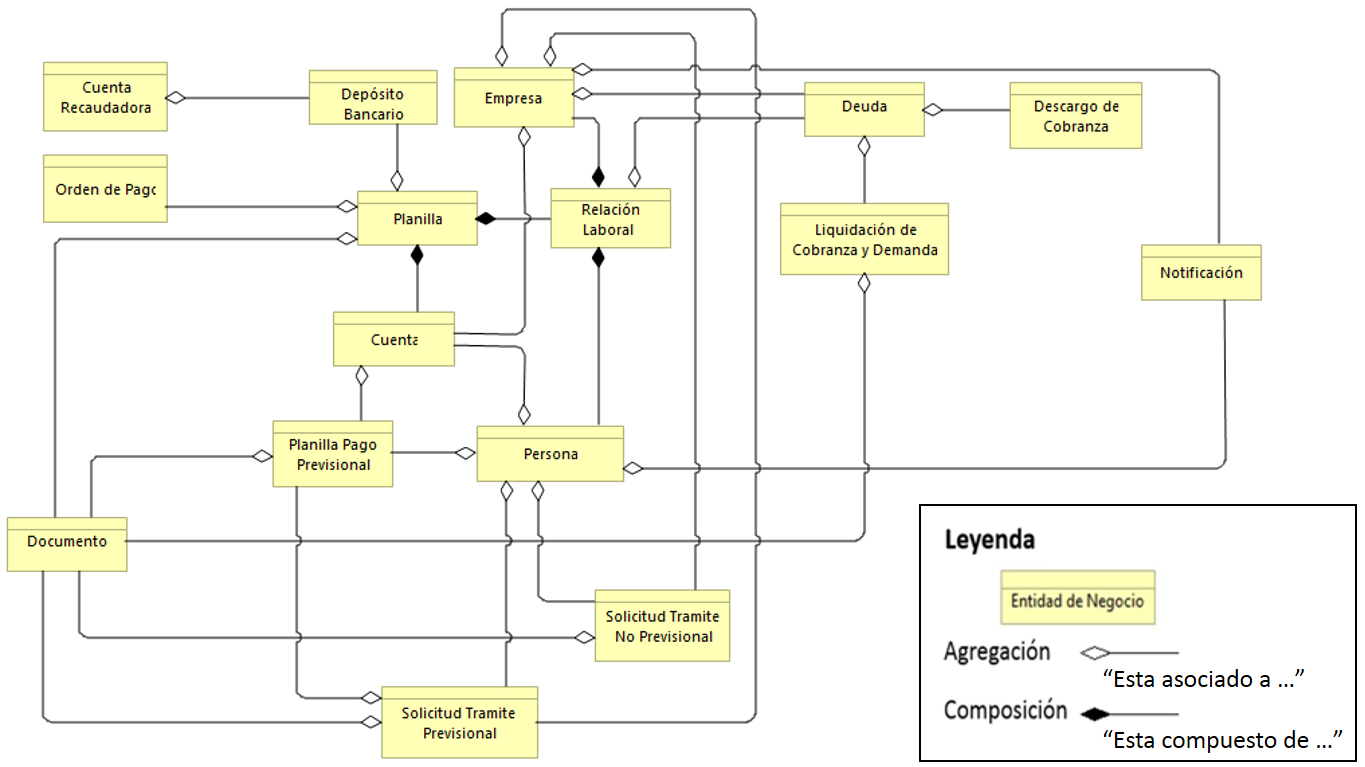 Cuenta
Recaudadora
Depósito
Bancario
Empresa
Deuda
Descargo de
Cobranza
Orden de Pago
Planilla
Relación
Laboral
Liquidación de
Cobranza y Demanda
Notificación
Cuenta
Planilla Pago
Previsional
Persona
Documento
Solicitud Tramite
No Previsional
Solicitud Tramite
Previsional
Leyenda
Entidad de Negocio
Agregación
“Esta asociado a ...”
Composición
“Esta compuesto de ...”